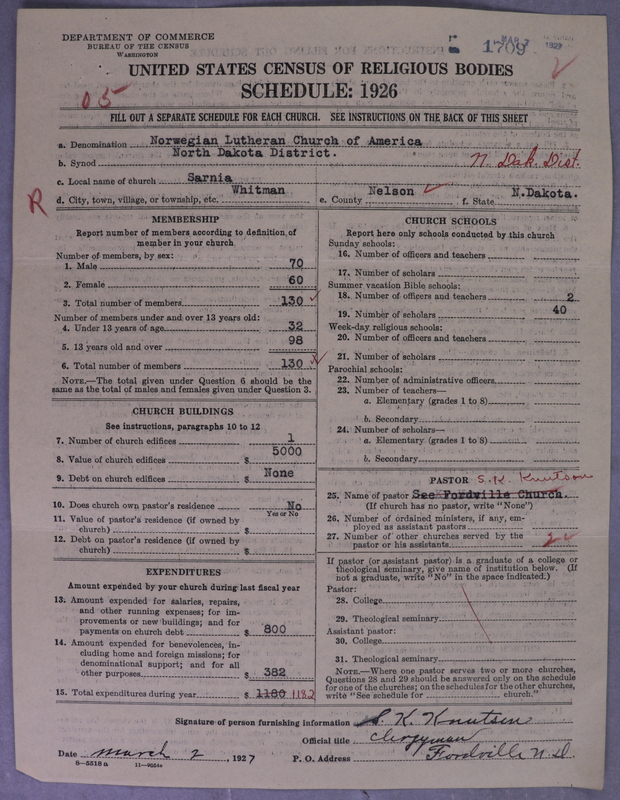 DEPARTMENT OF COMMERCE
BUREAU OF THE CENSUS
WASHINGTON
1709
MAR 7 1927
UNITED STATES CENSUS OF RELIGIOUS BODIES
SCHEDULE: 1926
05
FILL OUT A SEPARATE SCHEDULE FOR EACH CHURCH. SEE INSTRUCTIONS ON THE BACK OF THIS SHEET
a. Denomination Norwegian Lutheran Church of America
b. Synod North Dakota District. N. Dak. Dist.
c. Local name of church Sarnia
R
d. City, town, village, or township, etc. Whitman e. County Nelson f. State N.Dakota.
MEMBERSHIP
Report number of members according to definition of
member in your church
Number of members, by sex:
1. Male 70
2. Female 60
3. Total number of members 130
Number of members under and over 13 years old:
4. Under 13 years of age 32
5. 13 years old and over 98
6. Total number of members 130
NOTE.—The total given under Question 6 should be
same as the total of males and females given under Question 3.
CHURCH BUILDINGS
See instructions, paragraphs 10 to 12
7. Number of church edifices 1
8. Value of church edifices $ 5000
9. Debt on church edifices $ None
10. Does church own pastor's residence No
Yes or No
11. Value of pastor's residence (if owned by
church) $
12. Debt on pastor's residence (if owned by
church) $
EXPENDITURES
Amount expended by your church during last fiscal year
13. Amount expended for salaries, repairs,
and other running expenses; for im-
provements or new buildings; and for
payments on church debt $ 800
14. Amount expended for benevolences, in-
cluding home and foreign missions; for
denominational support; and for all
other purposes $ 382
15. Total expenditures during year $ 1180 1182
CHURCH SCHOOLS
Report here only schools conducted by this church
Sunday schools:
16. Number of officers and teachers
17. Number of scholars
Summer vacation Bible schools:
18. Number of officers and teachers 2
19. Number of scholars 40
Week-day religious schools:
20. Number of officers and teachers
21. Number of scholars
Parochial schools:
22. Number of administrative officers
23. Number of teachers—
a. Elementary (grades 1 to 8)
b. Secondary
24. Number of scholars—
a. Elementary (grades 1 to 8)
b. Secondary
PASTOR S.K. Knutson
25. Name of pastor See Fordville Church.
(If church has no pastor, write "None")
26. Number of ordained ministers, if any, em-
ployed as assistant pastors
27. Number of other churches served by the
pastor or his assistants
If pastor (or assistant pastor) is a graduate of a college or
theological seminary, give name of institution below. (If
not a graduate, write "No" in the space indicated.)
Pastor:
28. College
29. Theological seminary
Assistant pastor:
30. College
31. Theological seminary
NOTE.—Where one pastor serves two or more churches,
Questions 28 and 29 should be answered only on the schedule
for one of the churches; on the schedules for the other churches,
write "See schedule for church."
Signature of person furnishing information S. K. Knutson
Official title Clergyman
Date March 2, 1927 P. O. Address Fordville N.D.
8—5518 a